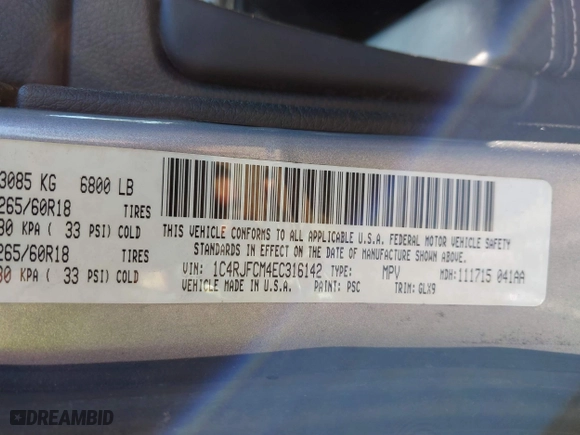 3085 KG 6800 LB
265/60R18 TIRES
30 KPA ( 33 PSI) COLD
265/60R18 TIRES
30 KPA ( 33 PSI) COLD
THIS VEHICLE CONFORMS TO ALL APPLICABLE U.S.A. FEDERAL MOTOR VEHICLE SAFETY
STANDARDS IN EFFECT ON THE DATE OF MANUFACTURE SHOWN ABOVE.
VIN: 1C4RJFCM4EC316142 TYPE: MPV MDH: 111715 041AA
VEHICLE MADE IN U.S.A. PAINT: PSC TRIM: GLX9
DREAMBID